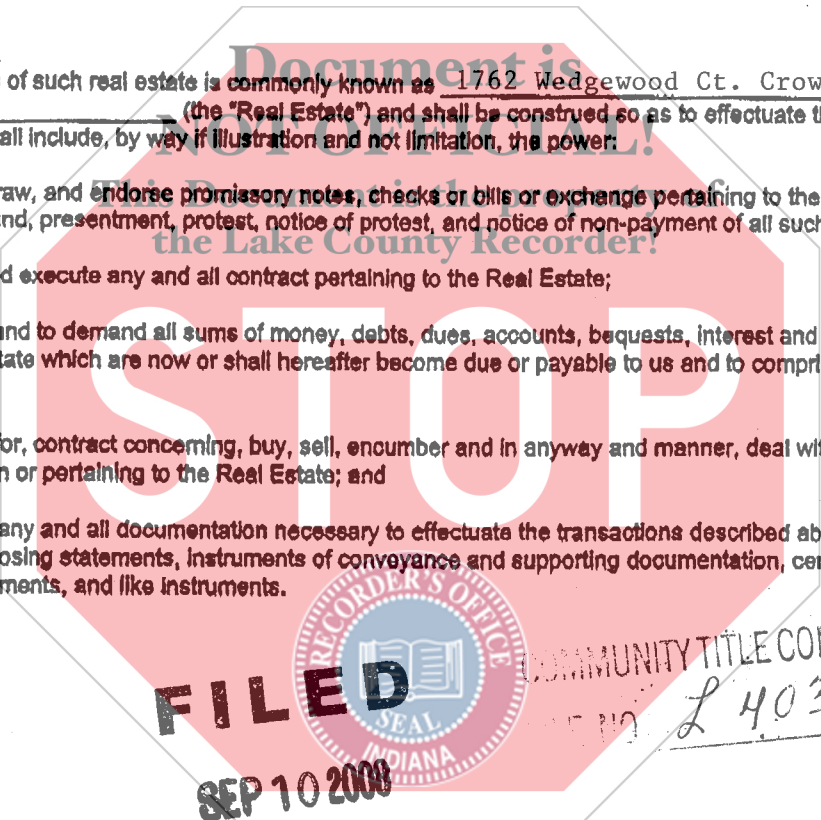 Document is
of such real estate is commonly known as 1762 Wedgewood Ct. Crow
(the "Real Estate") and shall be construed so as to effectuate th
NOT OFFICIAL!
all include, by way if illustration and not limitation, the power:
raw, and endorse promissory notes, checks or bills or exchange pertaining to the
This Document is the property of
nd, presentment, protest, notice of protest, and notice of non-payment of all such
the Lake County Recorder!
d execute any and all contract pertaining to the Real Estate;
STOP
and to demand all sums of money, debts, dues, accounts, bequests, interest and
tate which are now or shall hereafter become due or payable to us and to compri
for, contract concerning, buy, sell, encumber and in anyway and manner, deal wi
n or pertaining to the Real Estate; and
any and all documentation necessary to effectuate the transactions described ab
osing statements, instruments of conveyance and supporting documentation, cer
ments, and like instruments.
RECORDER'S OFFICE
SEAL
INDIANA
FILED
SEP 10 2008
COMMUNITY TITLE CO
NO L 403